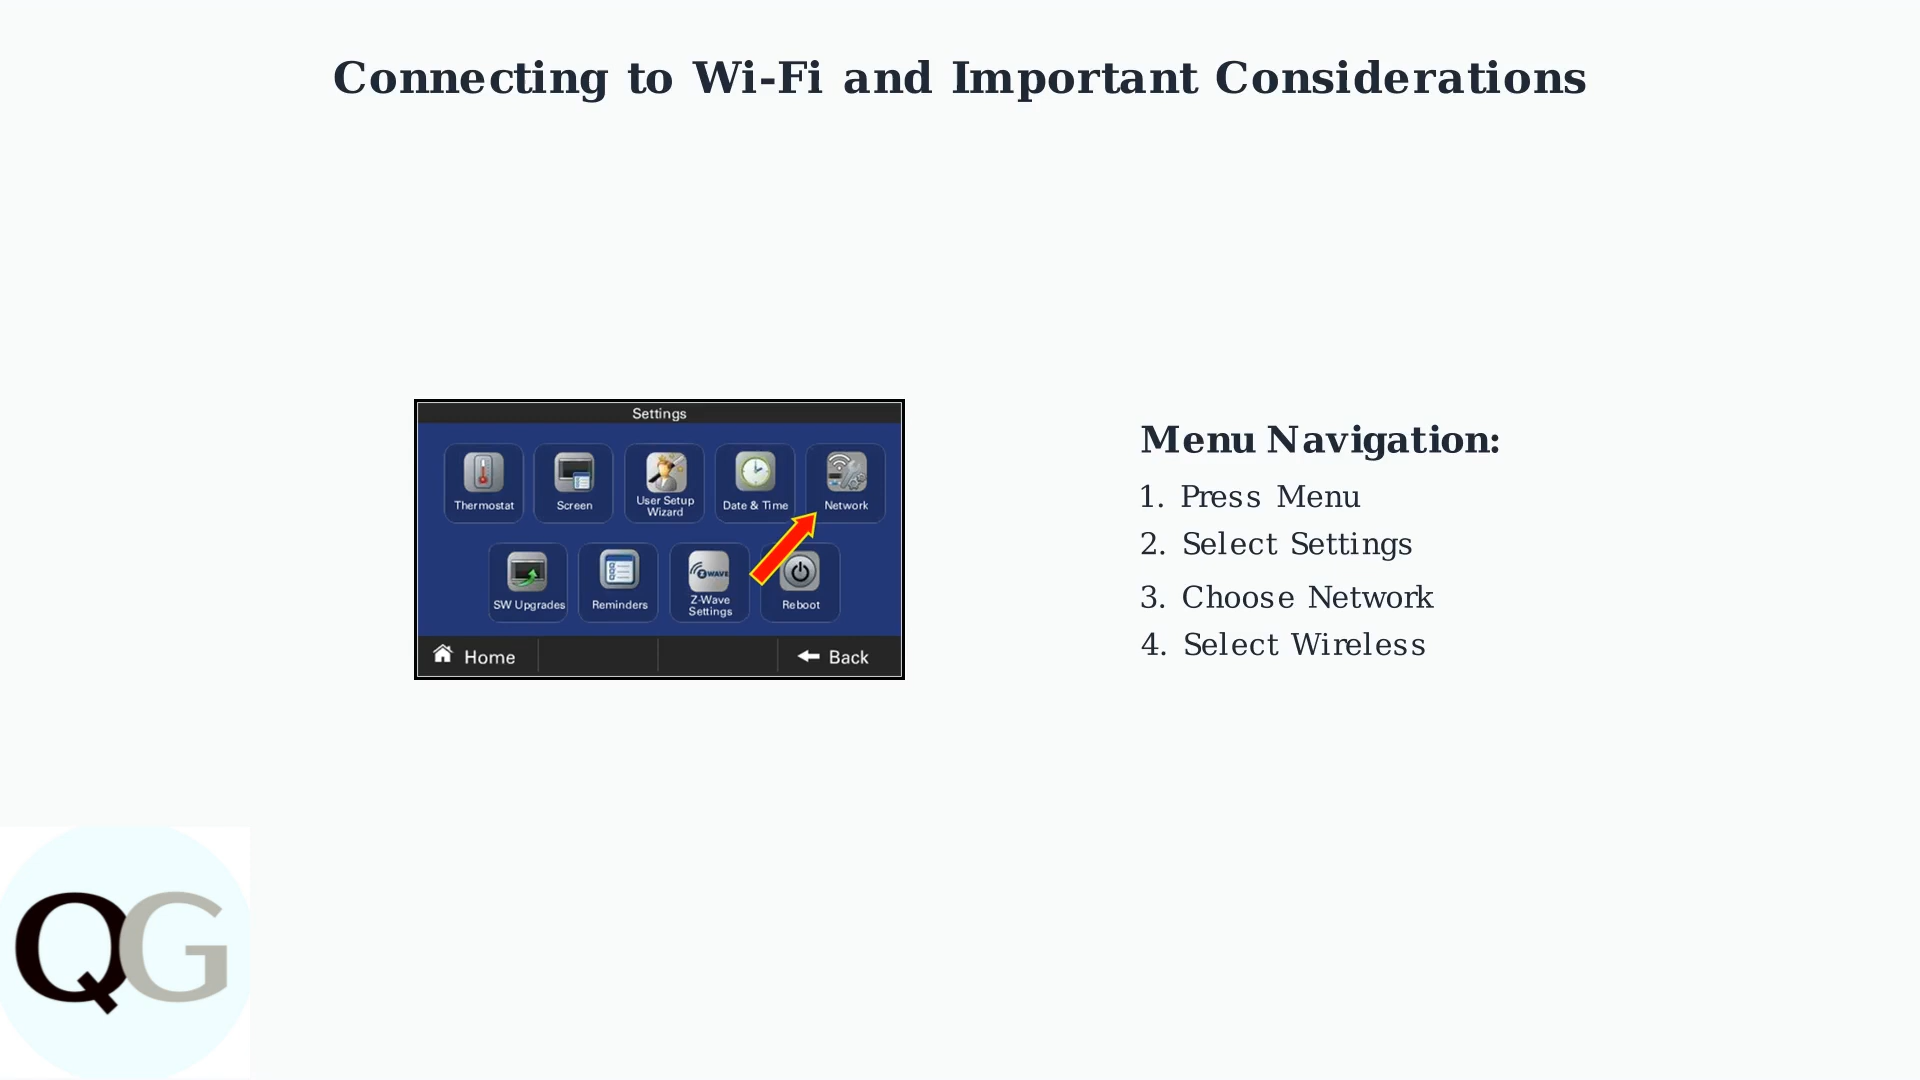 Connecting to Wi-Fi and Important Considerations
Settings
Thermostat
Screen
User Setup
Wizard
Date & Time
Network
SW Upgrades
Reminders
Z-WAVE
Z-Wave
Settings
Reboot
Home
Back
Menu Navigation:
1. Press Menu
2. Select Settings
3. Choose Network
4. Select Wireless
QG